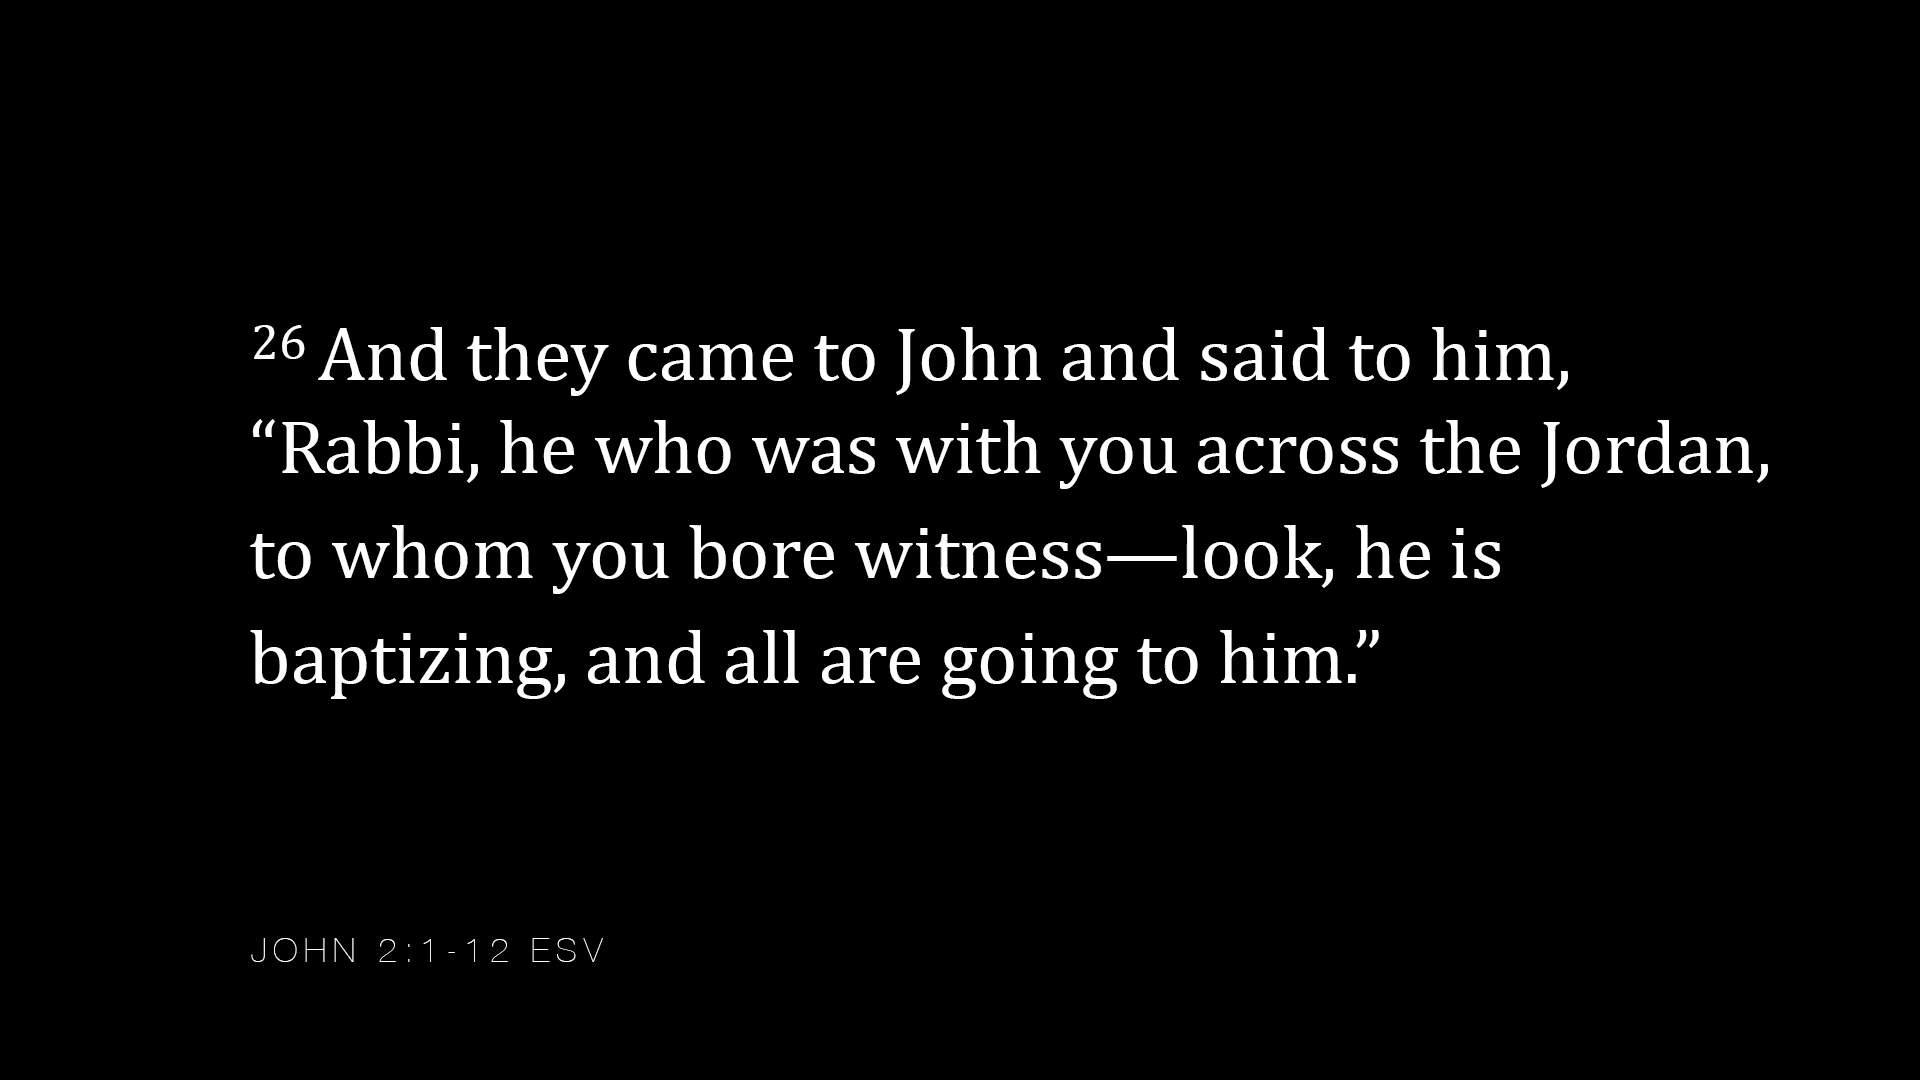 26 And they came to John and said to him,
“Rabbi, he who was with you across the Jordan,
to whom you bore witness—look, he is
baptizing, and all are going to him.”
JOHN 2:1-12 ESV